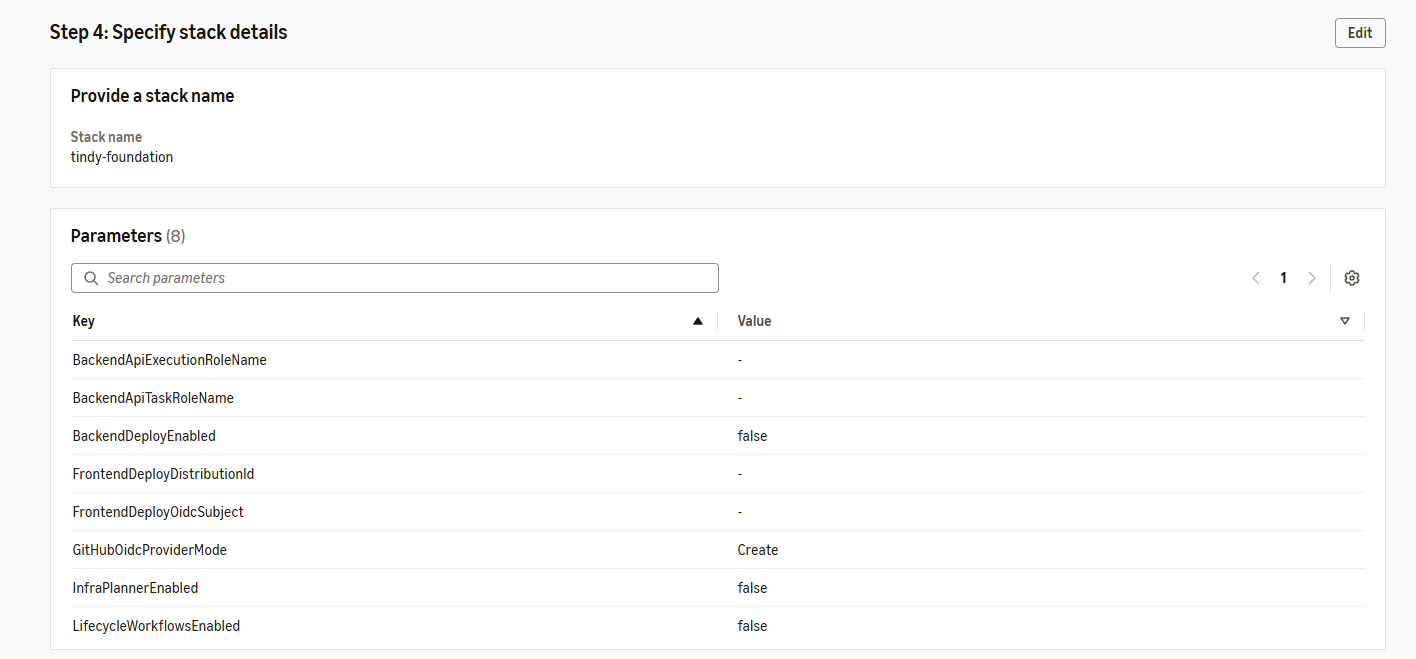 Step 4: Specify stack details
Edit
Provide a stack name
Stack name
tindy-foundation
Parameters (8)
Search parameters
1
Key Value
BackendApiExecutionRoleName -
BackendApiTaskRoleName -
BackendDeployEnabled false
FrontendDeployDistributionId -
FrontendDeployOidcSubject -
GitHubOidcProviderMode Create
InfraPlannerEnabled false
LifecycleWorkflowsEnabled false